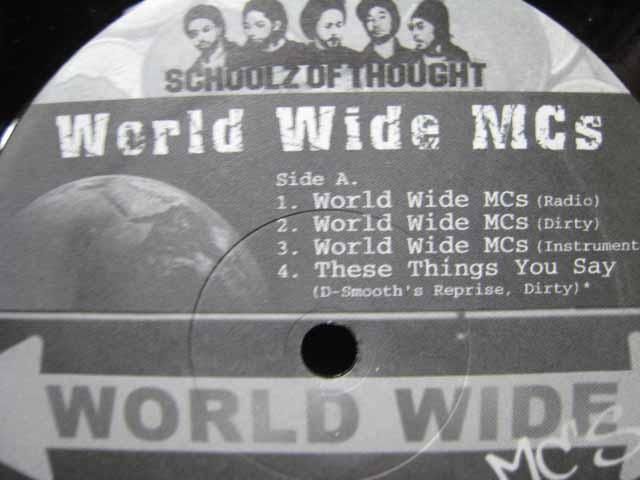 SCHOOLZ OF THOUGHT
World Wide MCs
Side A.
1. World Wide MCs (Radio)
2. World Wide MCs (Dirty)
3. World Wide MCs (Instrument
4. These Things You Say
(D-Smooth's Reprise, Dirty)*
WORLD WIDE
MC'S